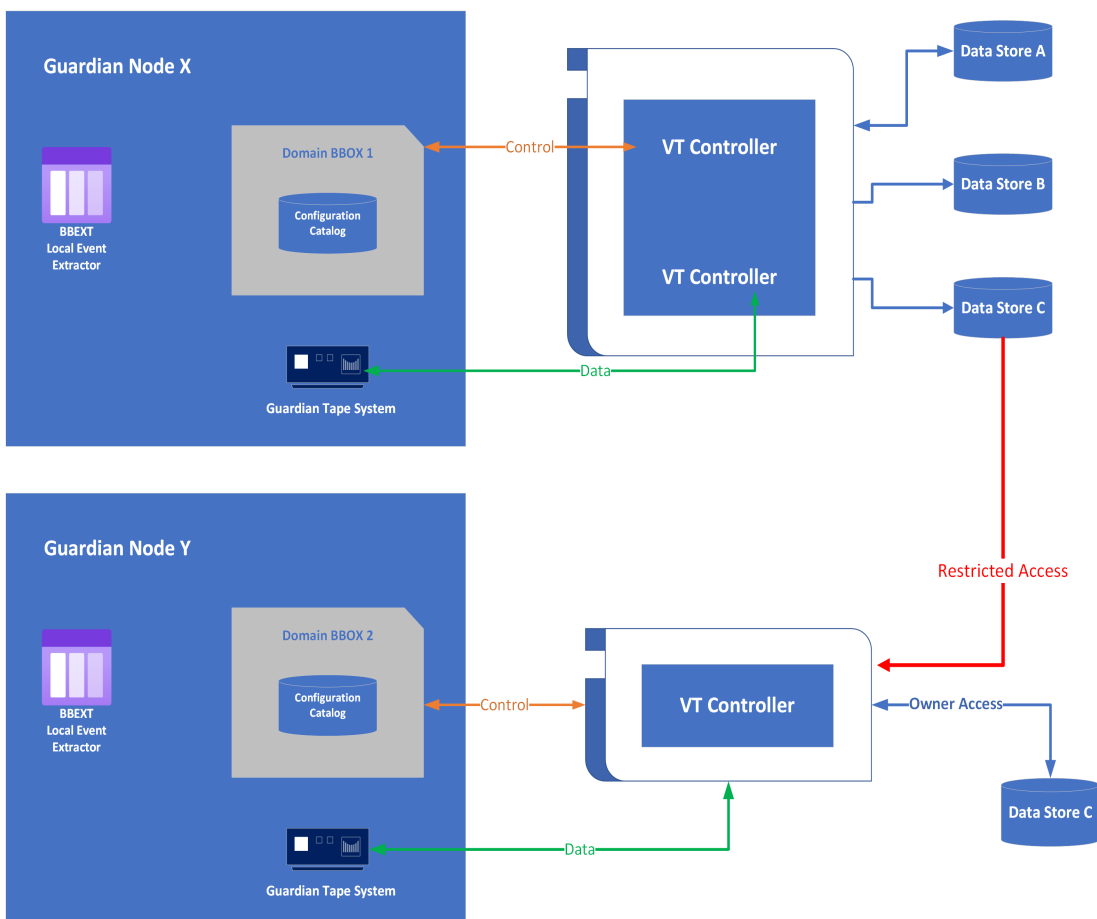 Guardian Node X
Domain BBOX 1
Configuration
Catalog
BBEXT
Local Event
Extractor
Guardian Tape System
Control
Data
VT Controller
VT Controller
Data Store A
Data Store B
Data Store C
Restricted Access
Guardian Node Y
Domain BBOX 2
Configuration
Catalog
BBEXT
Local Event
Extractor
Guardian Tape System
Control
Data
VT Controller
Owner Access
Data Store C